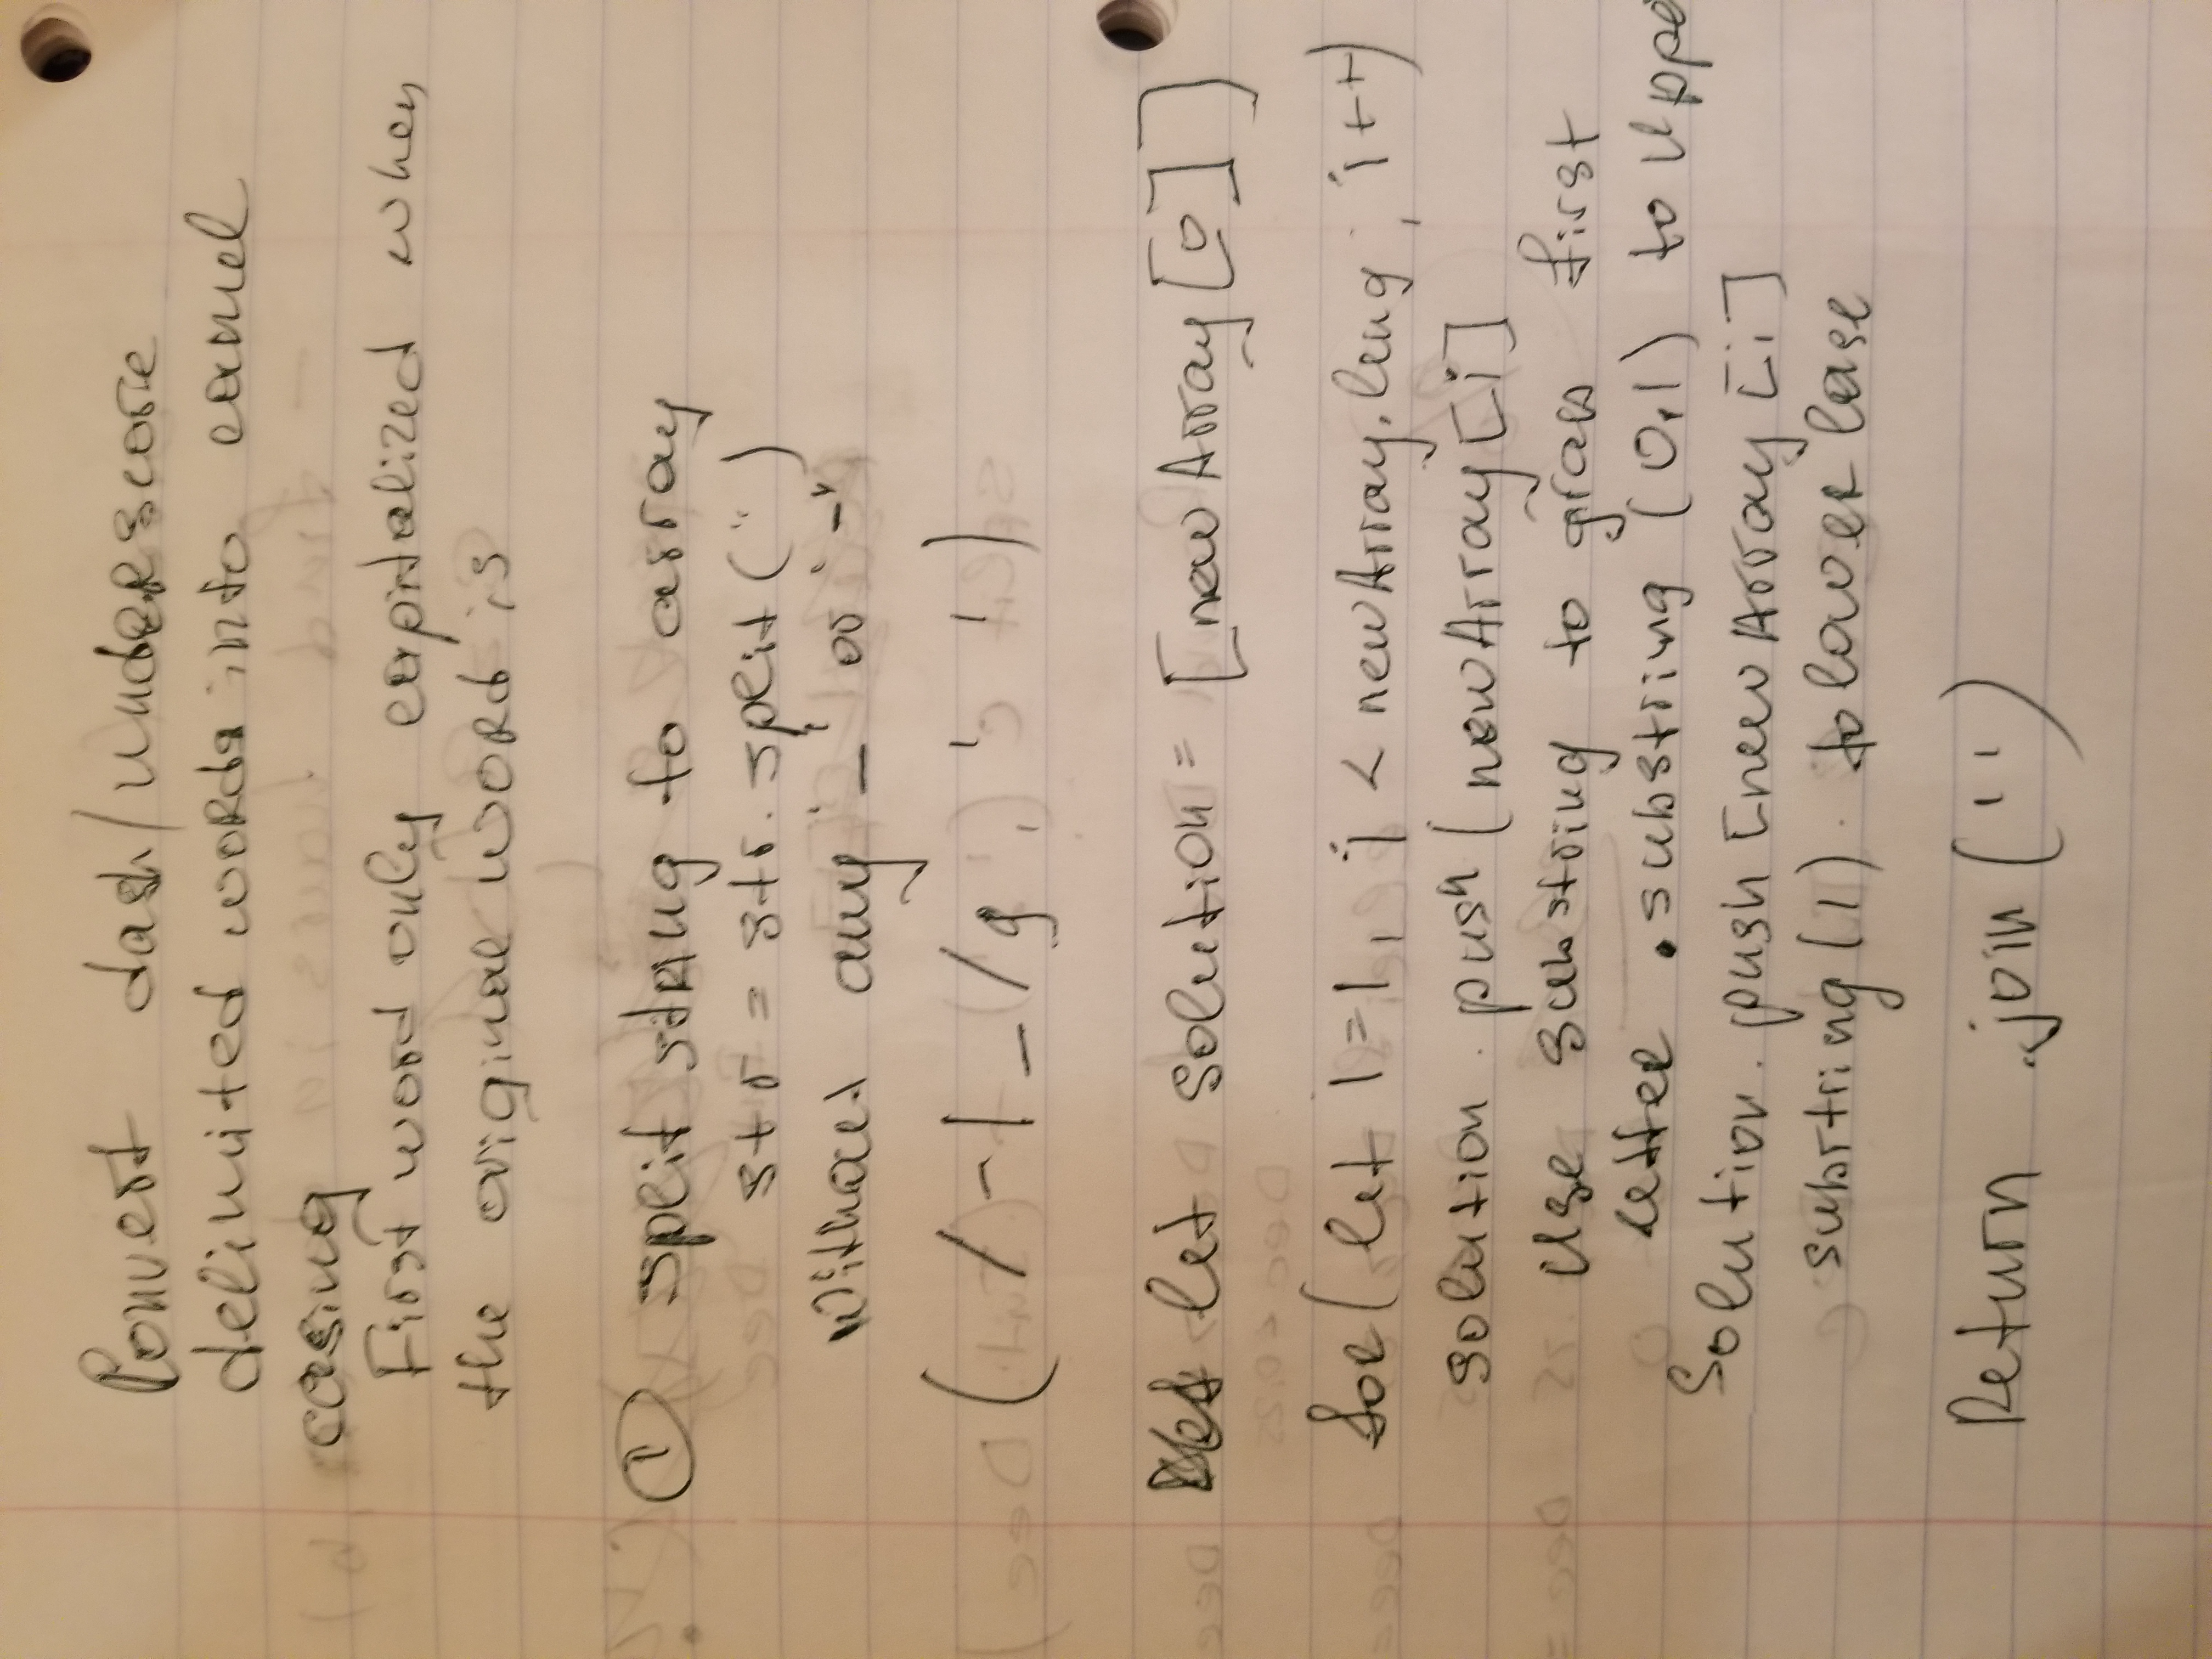 Convert dash/underscore
delimited words into camel
casing
First word only capitalized when
the original word is
① split string to array
str = str. split ('')
without any '_' or '-'
( /-|_/g, ' ')
let solution = [newArray[0]]
for( let i=1, i < newArray.leng; i++)
solution. push (newArray[i]
Use substring to grab first
letter .substring (0,1) to Uppe
Solution. push [newArray [i]
substring(1). to lower Case
Return .join('')